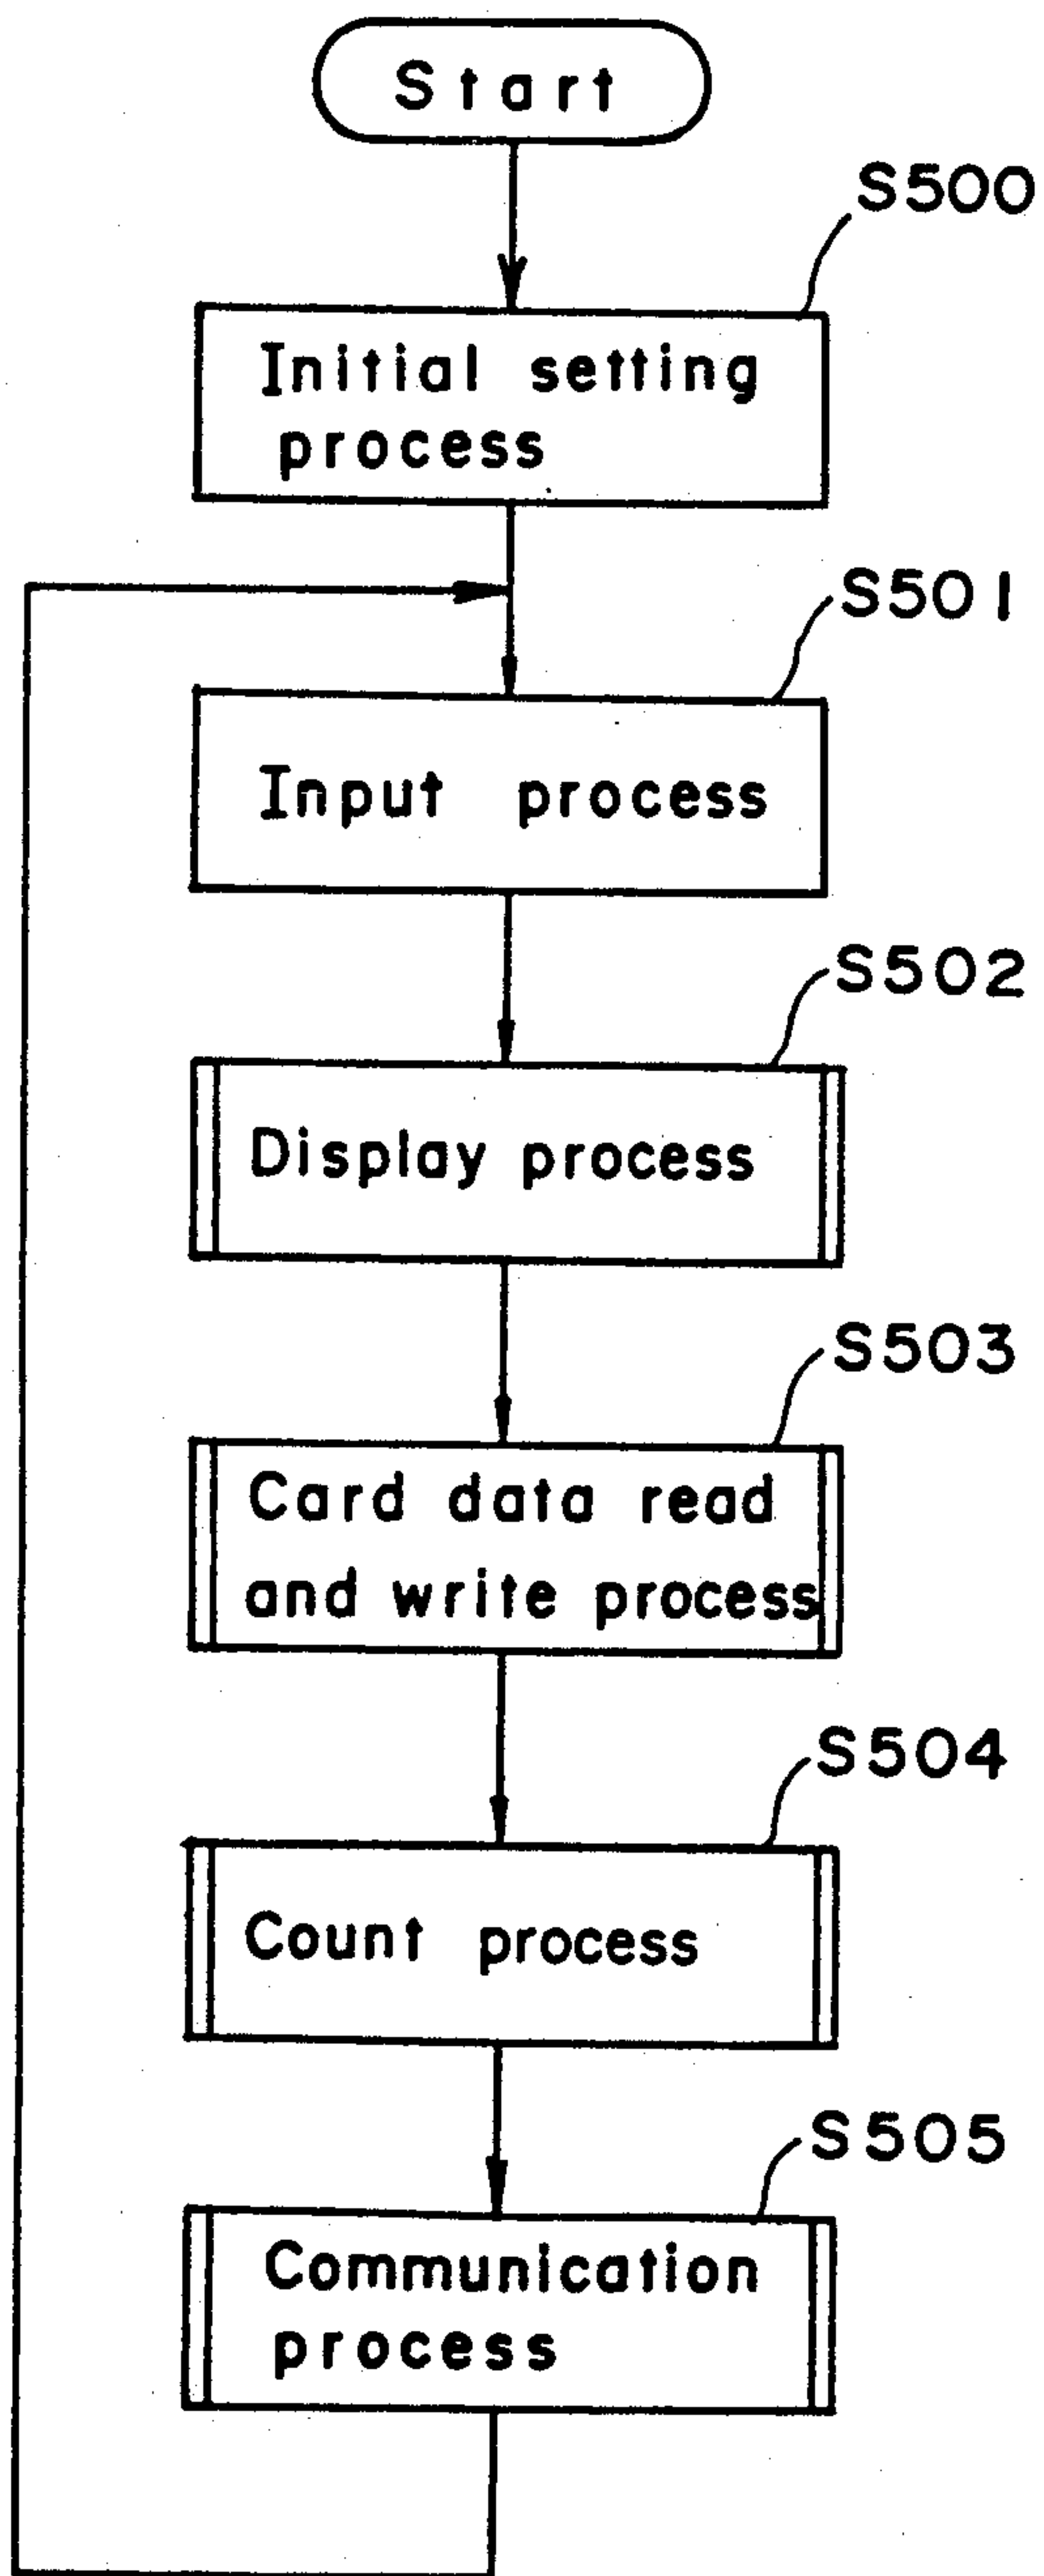 Start
S500
Initial setting
process
S501
Input process
S502
Display process
S503
Card data read
and write process
S504
Count process
S505
Communication
process